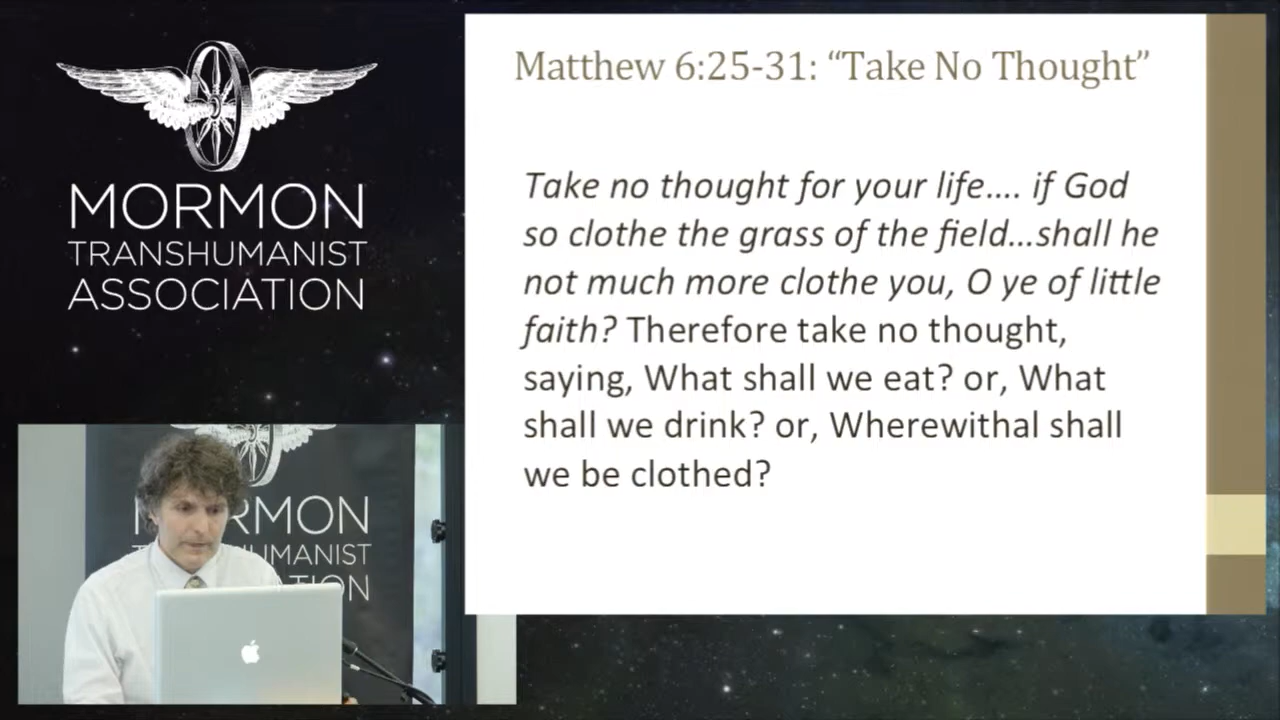 MORMON
TRANSHUMANIST
ASSOCIATION
Matthew 6:25-31: “Take No Thought”
Take no thought for your life…. if God
so clothe the grass of the field…shall he
not much more clothe you, O ye of little
faith? Therefore take no thought,
saying, What shall we eat? or, What
shall we drink? or, Wherewithal shall
we be clothed?
RMON
UMANIST